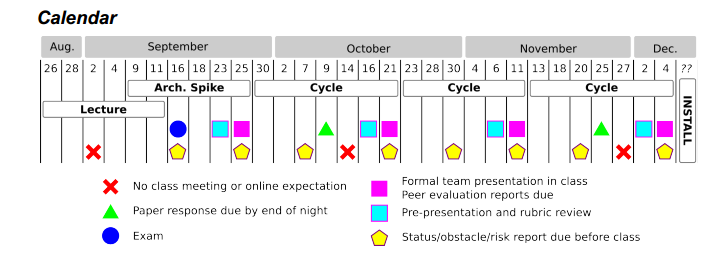 Calendar
Aug. September October November Dec.
26 28 2 4 9 11 16 23 25 30 2 7 9 14 16 21 23 28 30 4 6 11 13 18 20 25 27 2 4 ??
Arch. Spike Cycle Cycle Cycle
Lecture
INSTALL
No class meeting or online expectation
Paper response due by end of night
Exam
Formal team presentation in class
Peer evaluation reports due
Pre-presentation and rubric review
Status/obstacle/risk report due before class